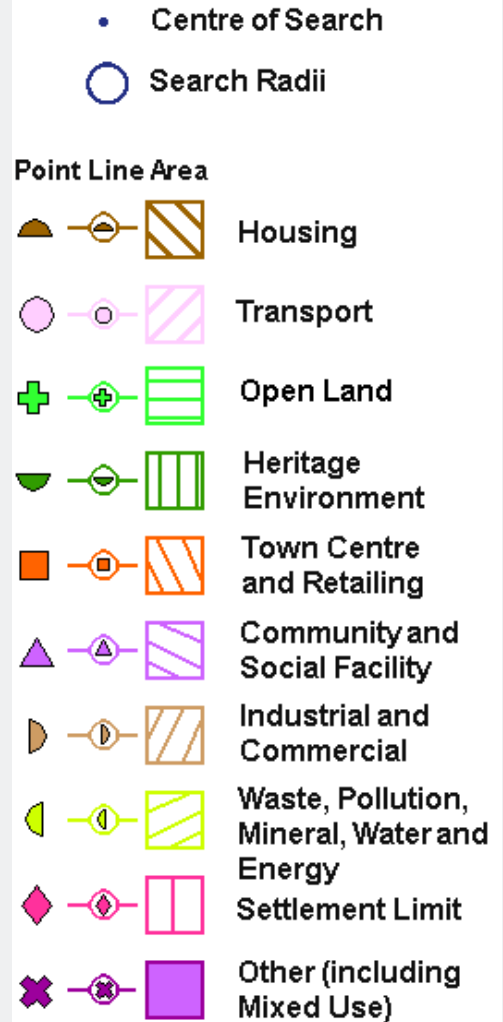 Centre of Search
Search Radii
Point Line Area
Housing
Transport
Open Land
Heritage
Environment
Town Centre
and Retailing
Community and
Social Facility
Industrial and
Commercial
Waste, Pollution,
Mineral, Water and
Energy
Settlement Limit
Other (including
Mixed Use)